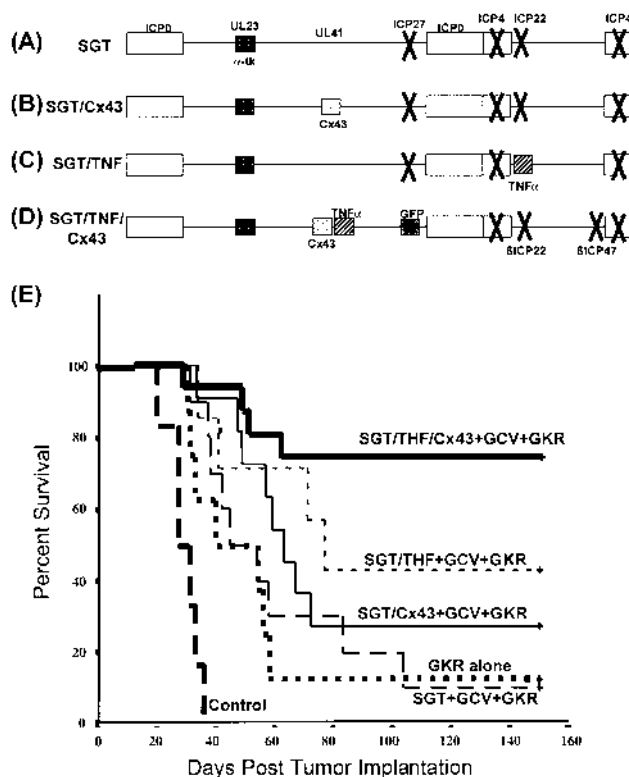 (A) SGT
ICP0 UL23 UL41 ICP27 ICP0 ICP4 ICP22 ICP4
α-tk
(B) SGT/Cx43
Cx43
(C) SGT/TNF
TNFα
(D) SGT/TNF/Cx43
TNFα GFP
Cx43
ßICP22 ßICP47
(E)
Percent Survival
100
80
60
40
20
0
SGT/THF/Cx43+GCV+GKR
SGT/THF+GCV+GKR
SGT/Cx43+GCV+GKR
GKR alone
SGT+GCV+GKR
Control
0 20 40 60 80 100 120 140 160
Days Post Tumor Implantation